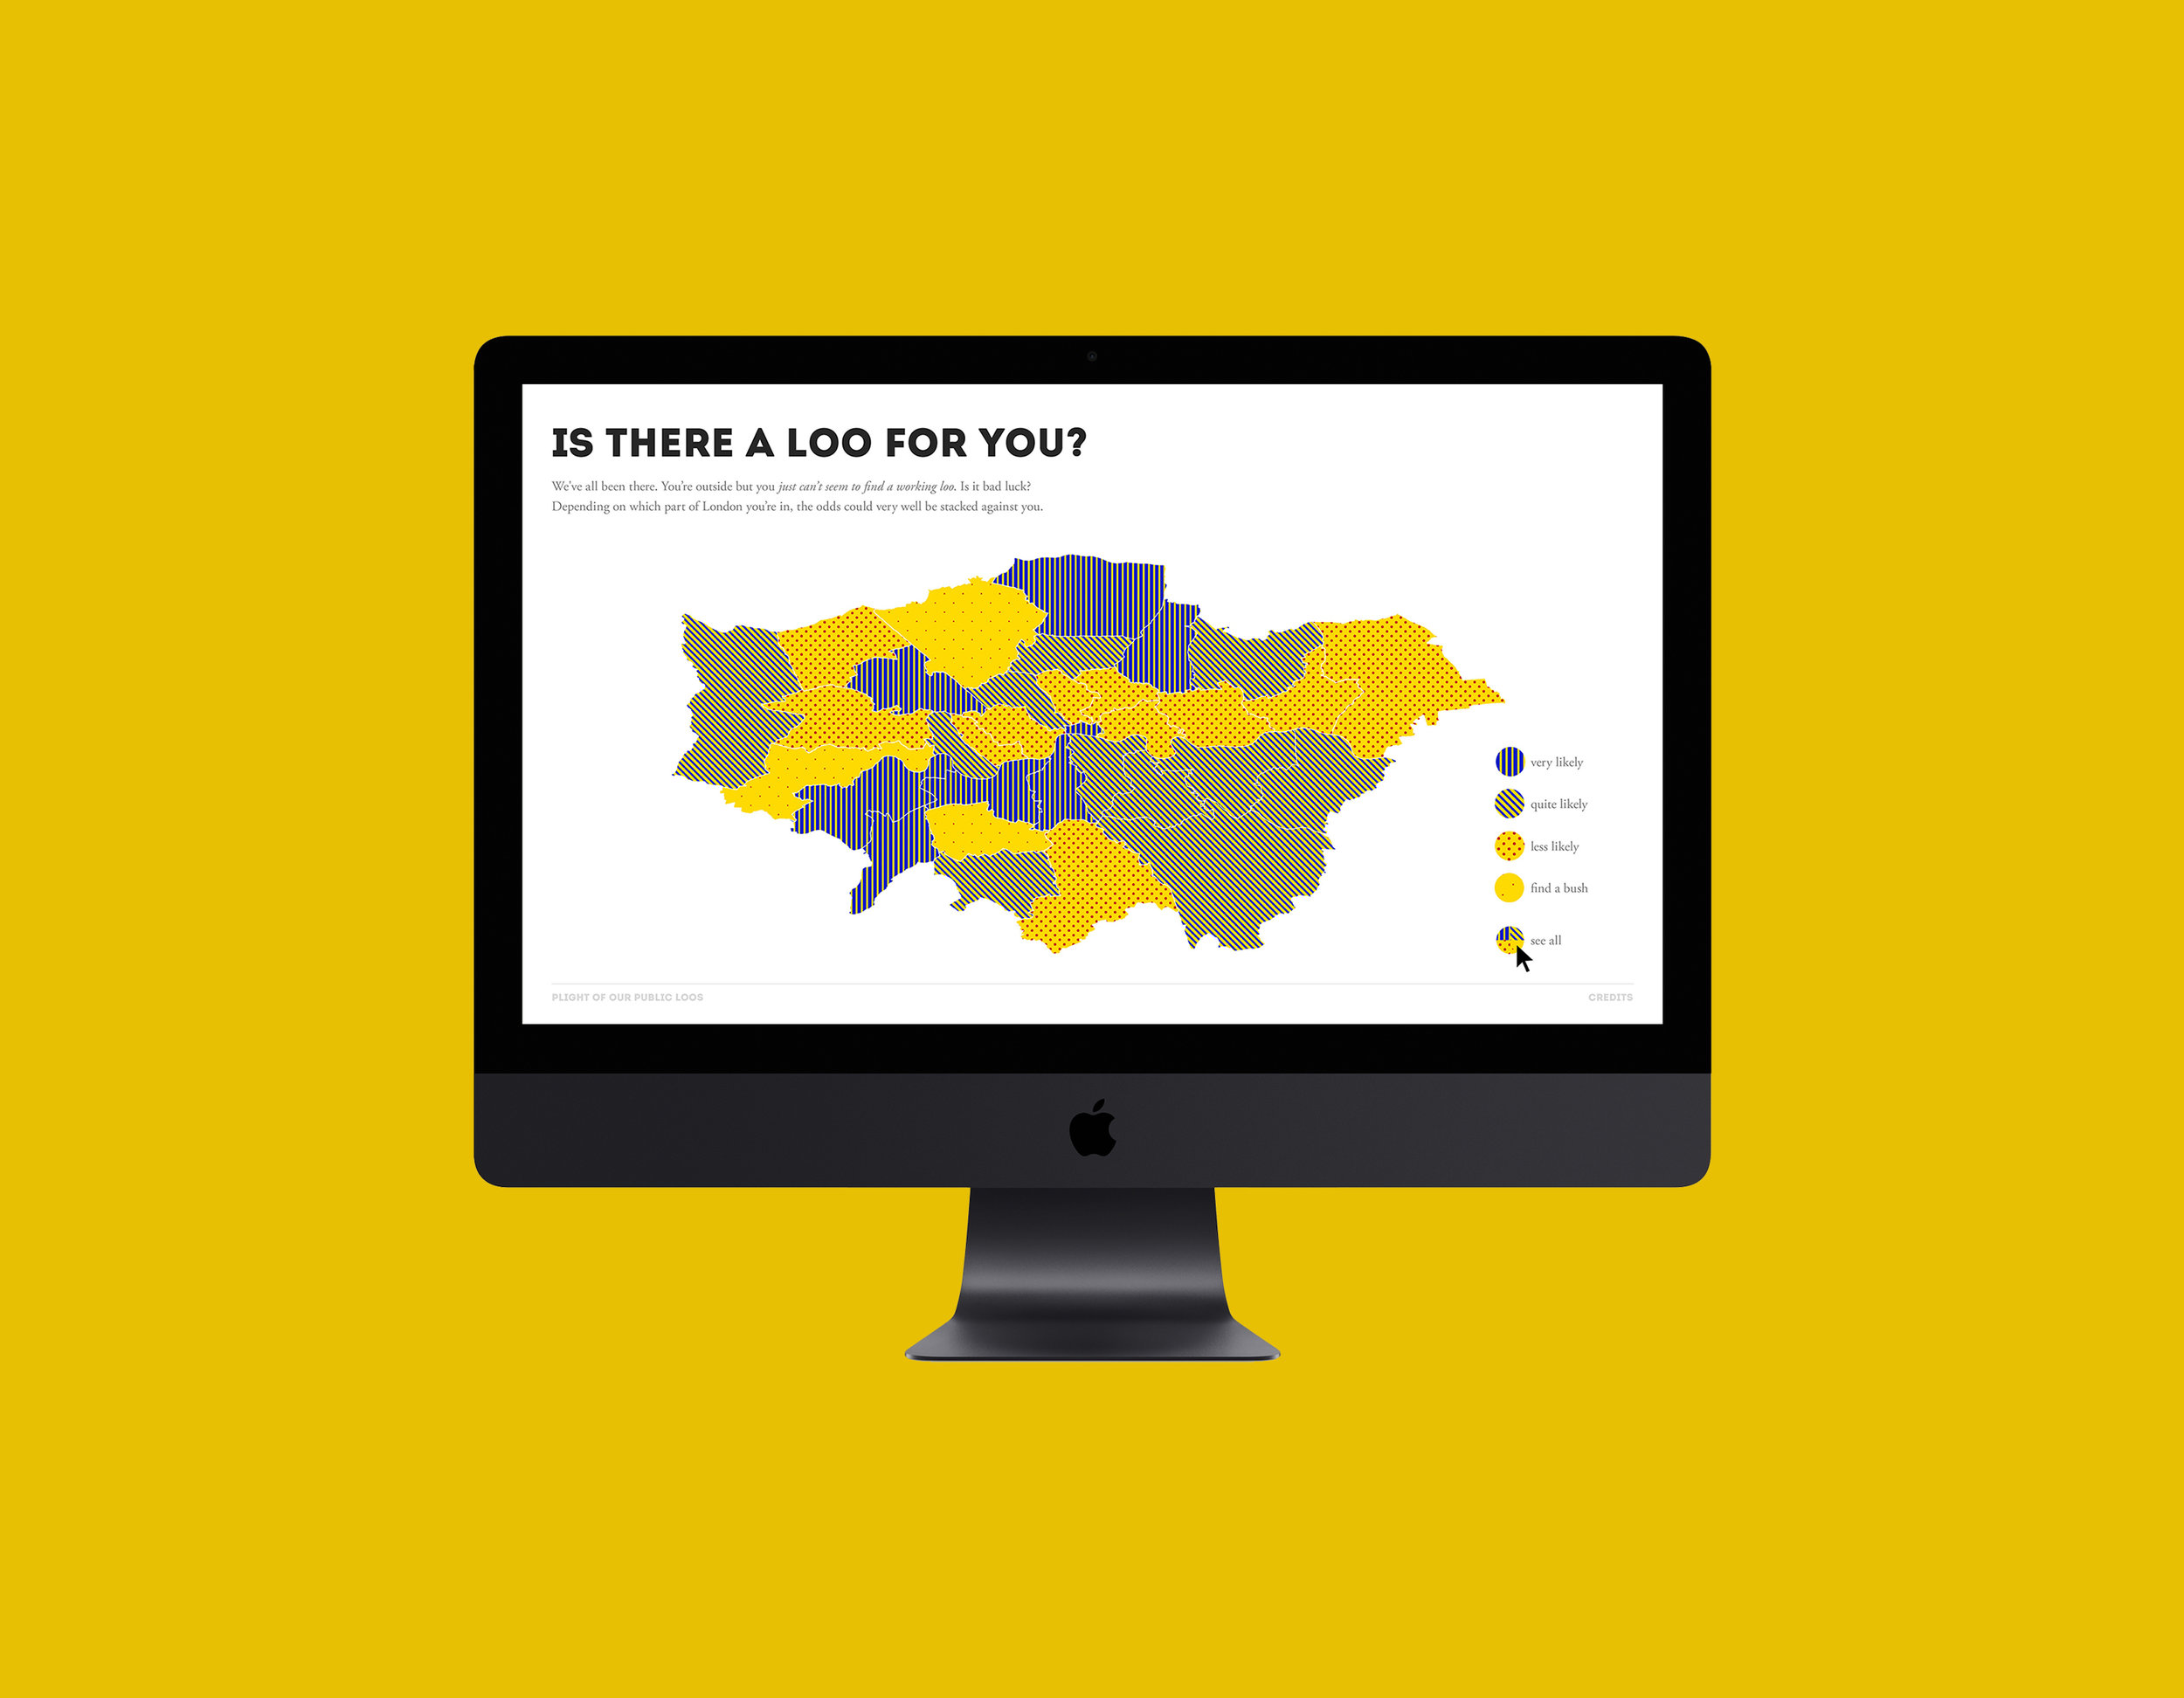 IS THERE A LOO FOR YOU?
We've all been there. You're outside but you just can't seem to find a working loo. Is it bad luck?
Depending on which part of London you're in, the odds could very well be stacked against you.
very likely
quite likely
less likely
find a bush
see all
PLIGHT OF OUR PUBLIC LOOS
CREDITS